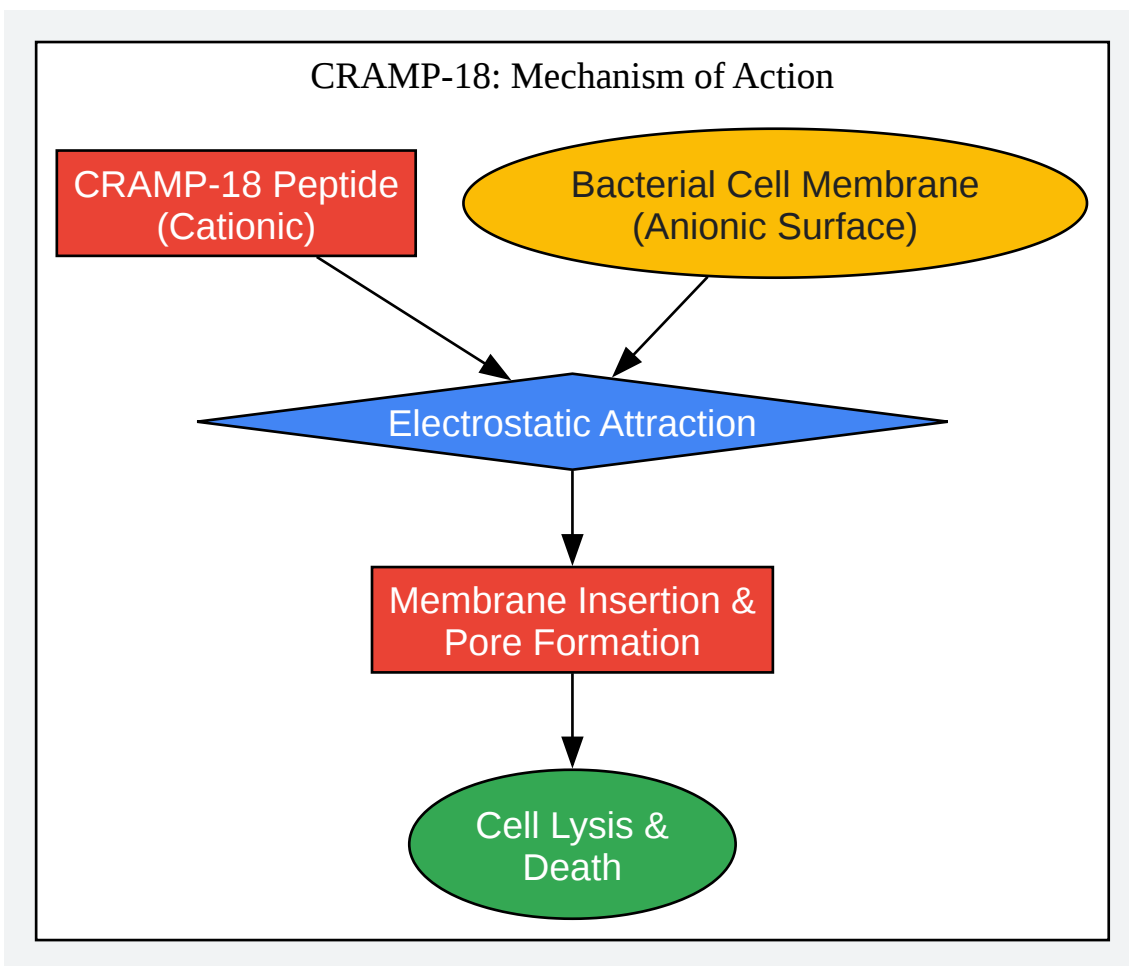 CRAMP-18: Mechanism of Action
CRAMP-18 Peptide
(Cationic)
Bacterial Cell Membrane
(Anionic Surface)
Electrostatic Attraction
Membrane Insertion &
Pore Formation
Cell Lysis &
Death